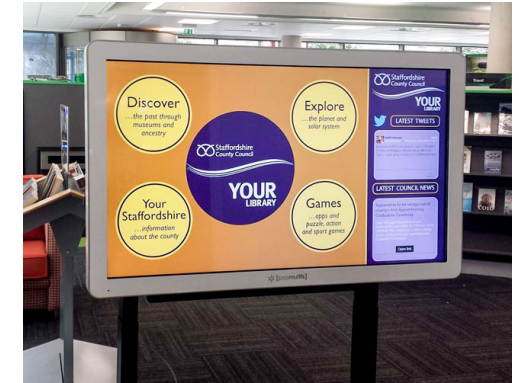 Discover
...the past through
museums and
ancestry
Explore
...the planet and
solar system
Staffordshire
County Council
YOUR
LIBRARY
Your
Staffordshire
...information
about the county
Games
...apps and
puzzle, action
and sport games
Staffordshire
County Council
YOUR
LIBRARY
LATEST TWEETS
LATEST COUNCIL NEWS
[promultis]
Travel